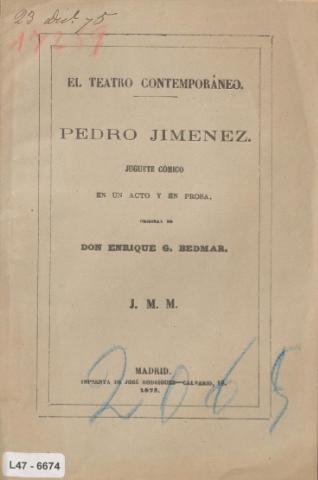 23 dicᵉ 75
EL TEATRO CONTEMPORÁNEO.
PEDRO JIMENEZ.
JUGUETE CÓMICO
EN UN ACTO Y EN PROSA,
ORIGINAL DE
DON ENRIQUE G. BEDMAR.
J. M. M.
MADRID.
IMPRENTA DE JOSÉ RODRIGUEZ—CALVARIO, 18.
1875.
2065
L47 - 6674